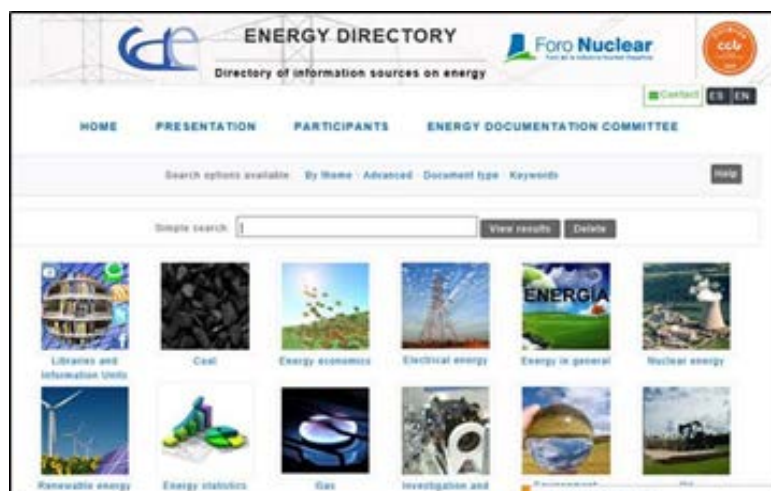 ENERGY DIRECTORY
Directory of information sources on energy
Foro Nuclear
Contact ES EN
HOME PRESENTATION PARTICIPANTS ENERGY DOCUMENTATION COMMITTEE
Search options available By theme Advanced Document type Keywords Help
Simple search View results Delete
ENERGÍA
Libraries and Information Units
Coal
Energy economics
Electrical energy
Energy in general
Nuclear energy
Renewable energy
Energy statistics
Gas
Investigation and